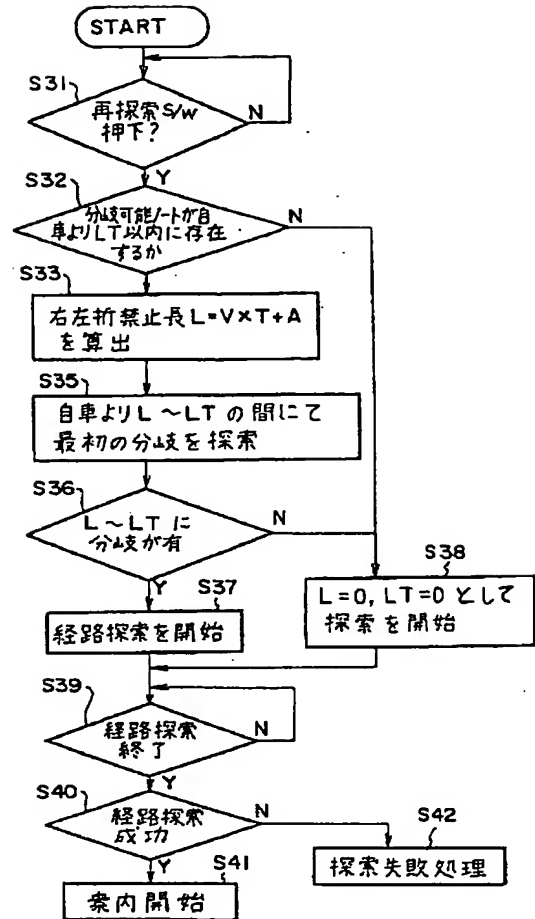 START
S31
再探索S/W
押下?
N
Y
S32
分岐可能ノードが自
車よりLT以内に存在
するか
N
S33
右左折禁止長L=V×T+A
を算出
S35
自車よりL~LTの間にて
最初の分岐を探索
S36
L~LTに
分岐が有
N
Y
S37
経路探索を開始
S38
L=0,LT=0として
探索を開始
S39
経路探索
終了
N
Y
S40
経路探索
成功
N
Y
S41
案内開始
S42
探索失敗処理